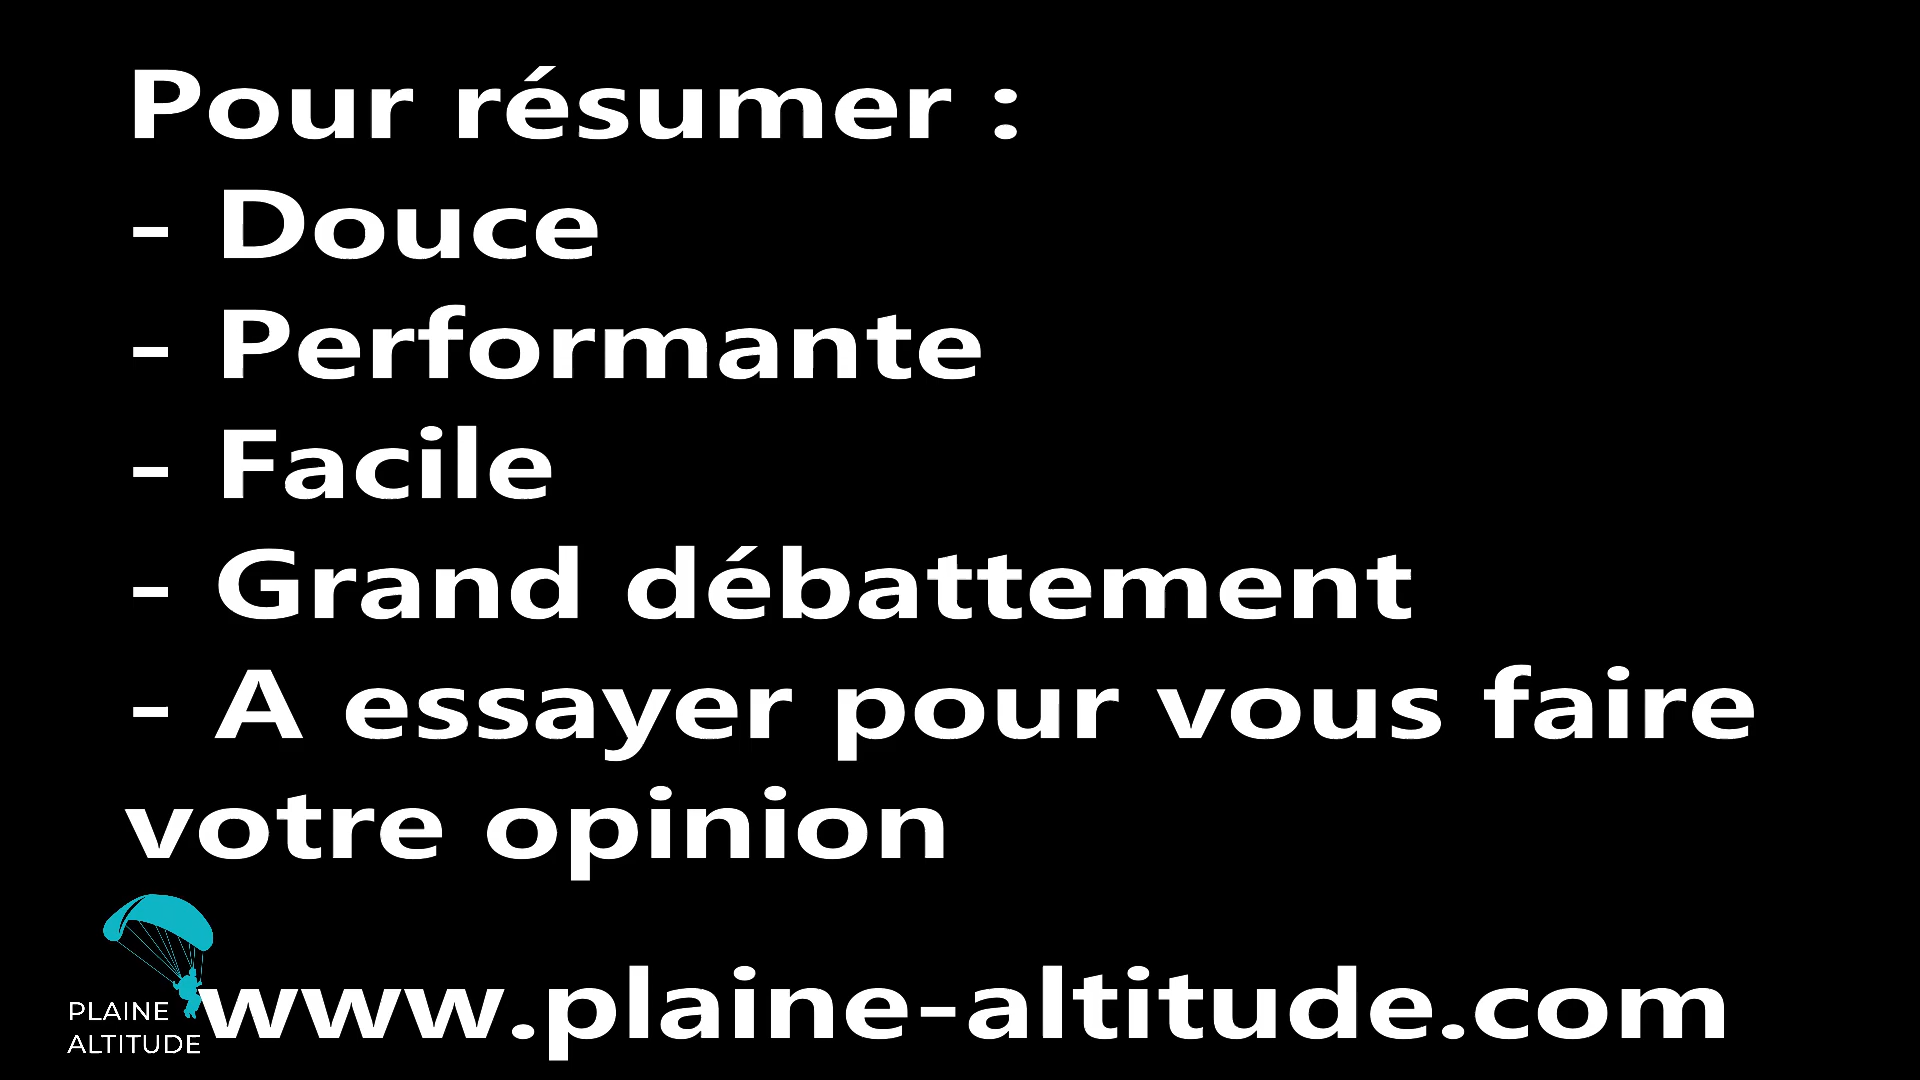 Pour résumer :
- Douce
- Performante
- Facile
- Grand débattement
- A essayer pour vous faire
votre opinion
PLAINE
ALTITUDE
www.plaine-altitude.com